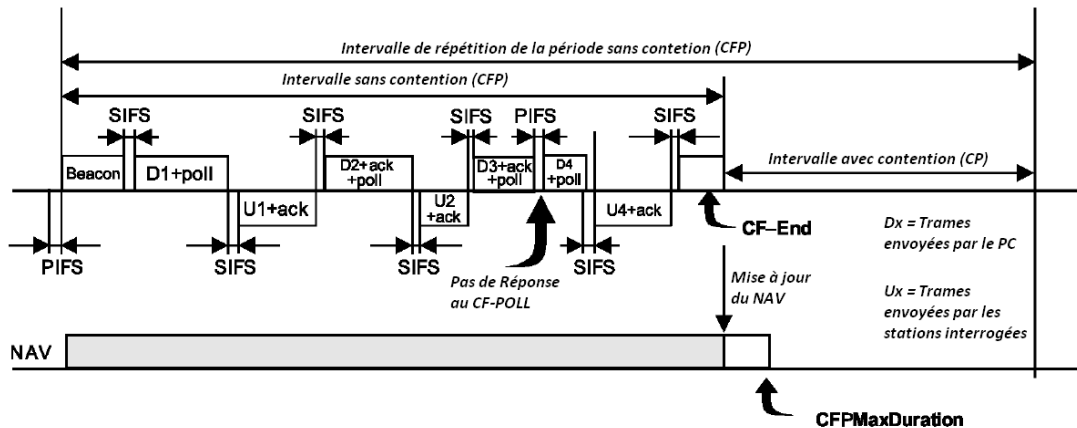 Intervalle de répétition de la période sans contetion (CFP)
Intervalle sans contention (CFP)
SIFS
SIFS
SIFS
PIFS
SIFS
Intervalle avec contention (CP)
Beacon
D1+poll
D2+ack
+poll
D3+ack
+poll
D4
+poll
U1+ack
U2
+ack
U4+ack
CF–End
PIFS
SIFS
SIFS
SIFS
Pas de Réponse
au CF-POLL
Mise à jour
du NAV
Dx = Trames
envoyées par le PC
Ux = Trames
envoyées par les
stations interrogées
NAV
CFPMaxDuration